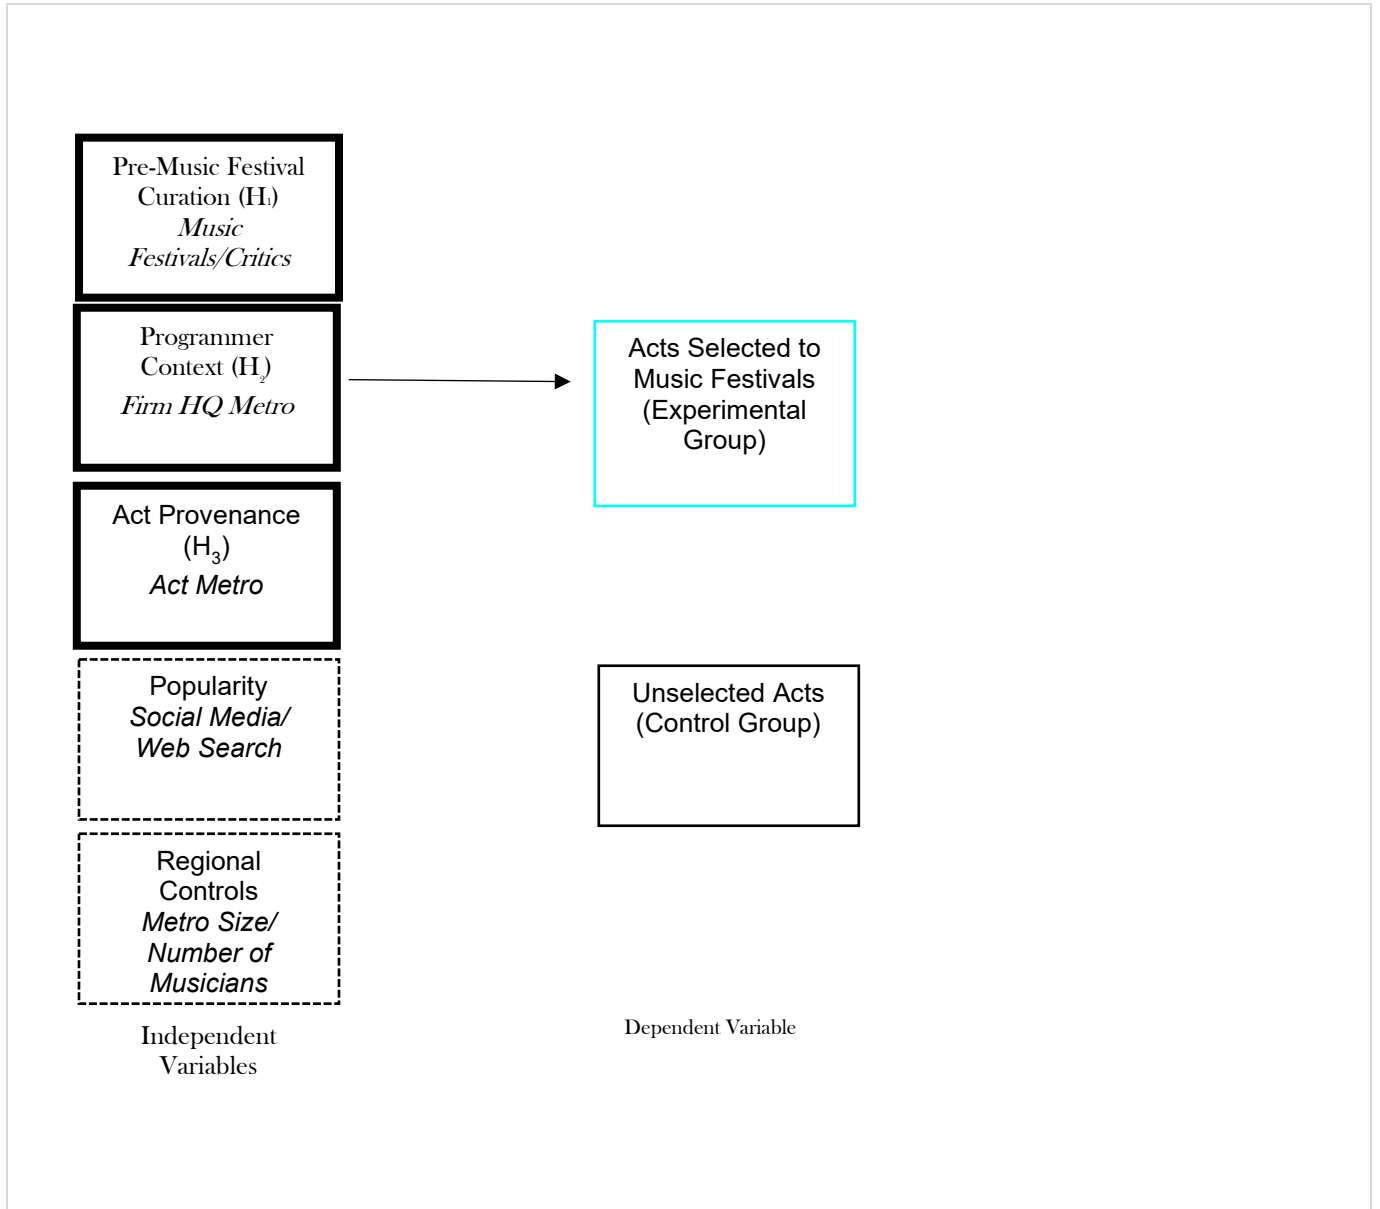 Pre-Music Festival
Curation (H₁)
Music
Festivals/Critics
Programmer
Context (H₂)
Firm HQ Metro
Act Provenance
(H₃)
Act Metro
Popularity
Social Media/
Web Search
Regional
Controls
Metro Size/
Number of
Musicians
Independent
Variables
Acts Selected to
Music Festivals
(Experimental
Group)
Unselected Acts
(Control Group)
Dependent Variable